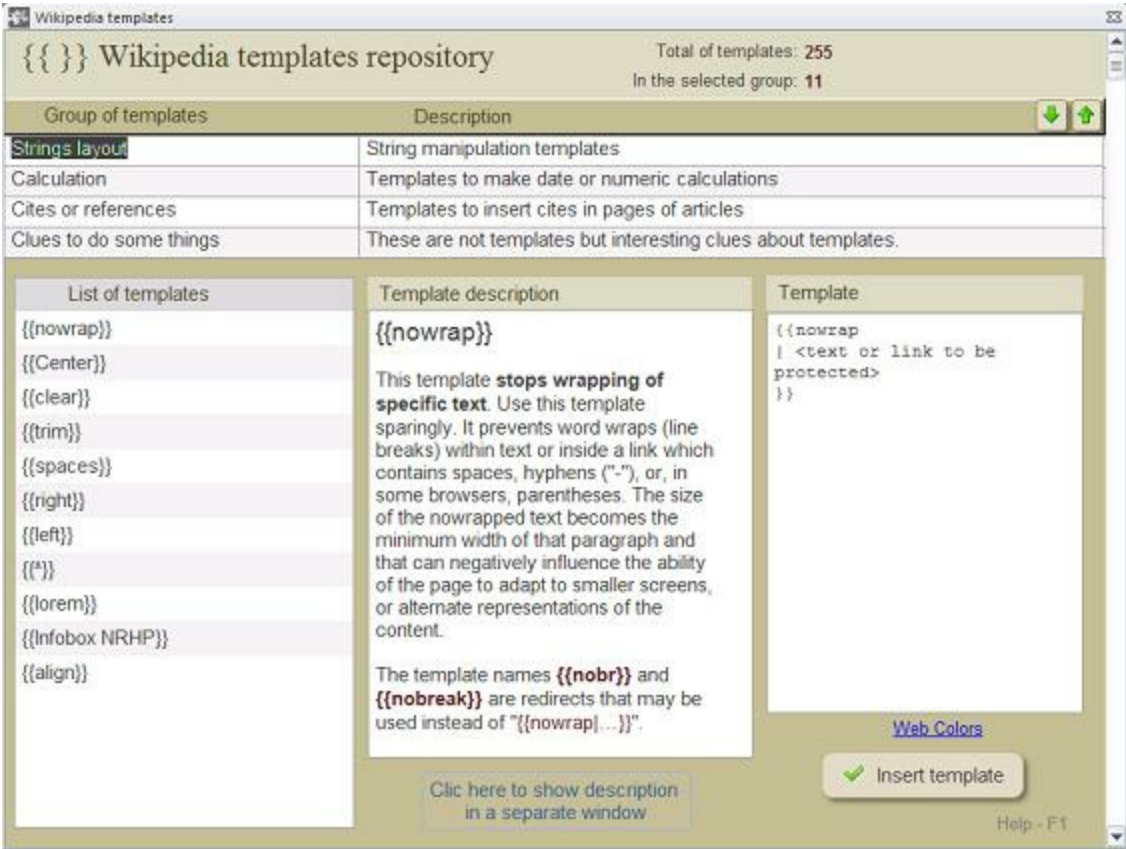 Wikipedia templates
{{ }} Wikipedia templates repository
Total of templates: 255
In the selected group: 11
Group of templates Description
Strings layout String manipulation templates
Calculation Templates to make date or numeric calculations
Cites or references Templates to insert cites in pages of articles
Clues to do some things These are not templates but interesting clues about templates.
List of templates
{{nowrap}}
{{Center}}
{{clear}}
{{trim}}
{{spaces}}
{{right}}
{{left}}
{{*}}
{{lorem}}
{{Infobox NRHP}}
{{align}}
Template description
{{nowrap}}
This template stops wrapping of
specific text. Use this template
sparingly. It prevents word wraps (line
breaks) within text or inside a link which
contains spaces, hyphens ("-"), or, in
some browsers, parentheses. The size
of the nowrapped text becomes the
minimum width of that paragraph and
that can negatively influence the ability
of the page to adapt to smaller screens,
or alternate representations of the
content.
The template names {{nobr}} and
{{nobreak}} are redirects that may be
used instead of "{{nowrap|...}}".
Clic here to show description
in a separate window
Template
{{nowrap
| <text or link to be
protected>
}}
Web Colors
Insert template
Help - F1